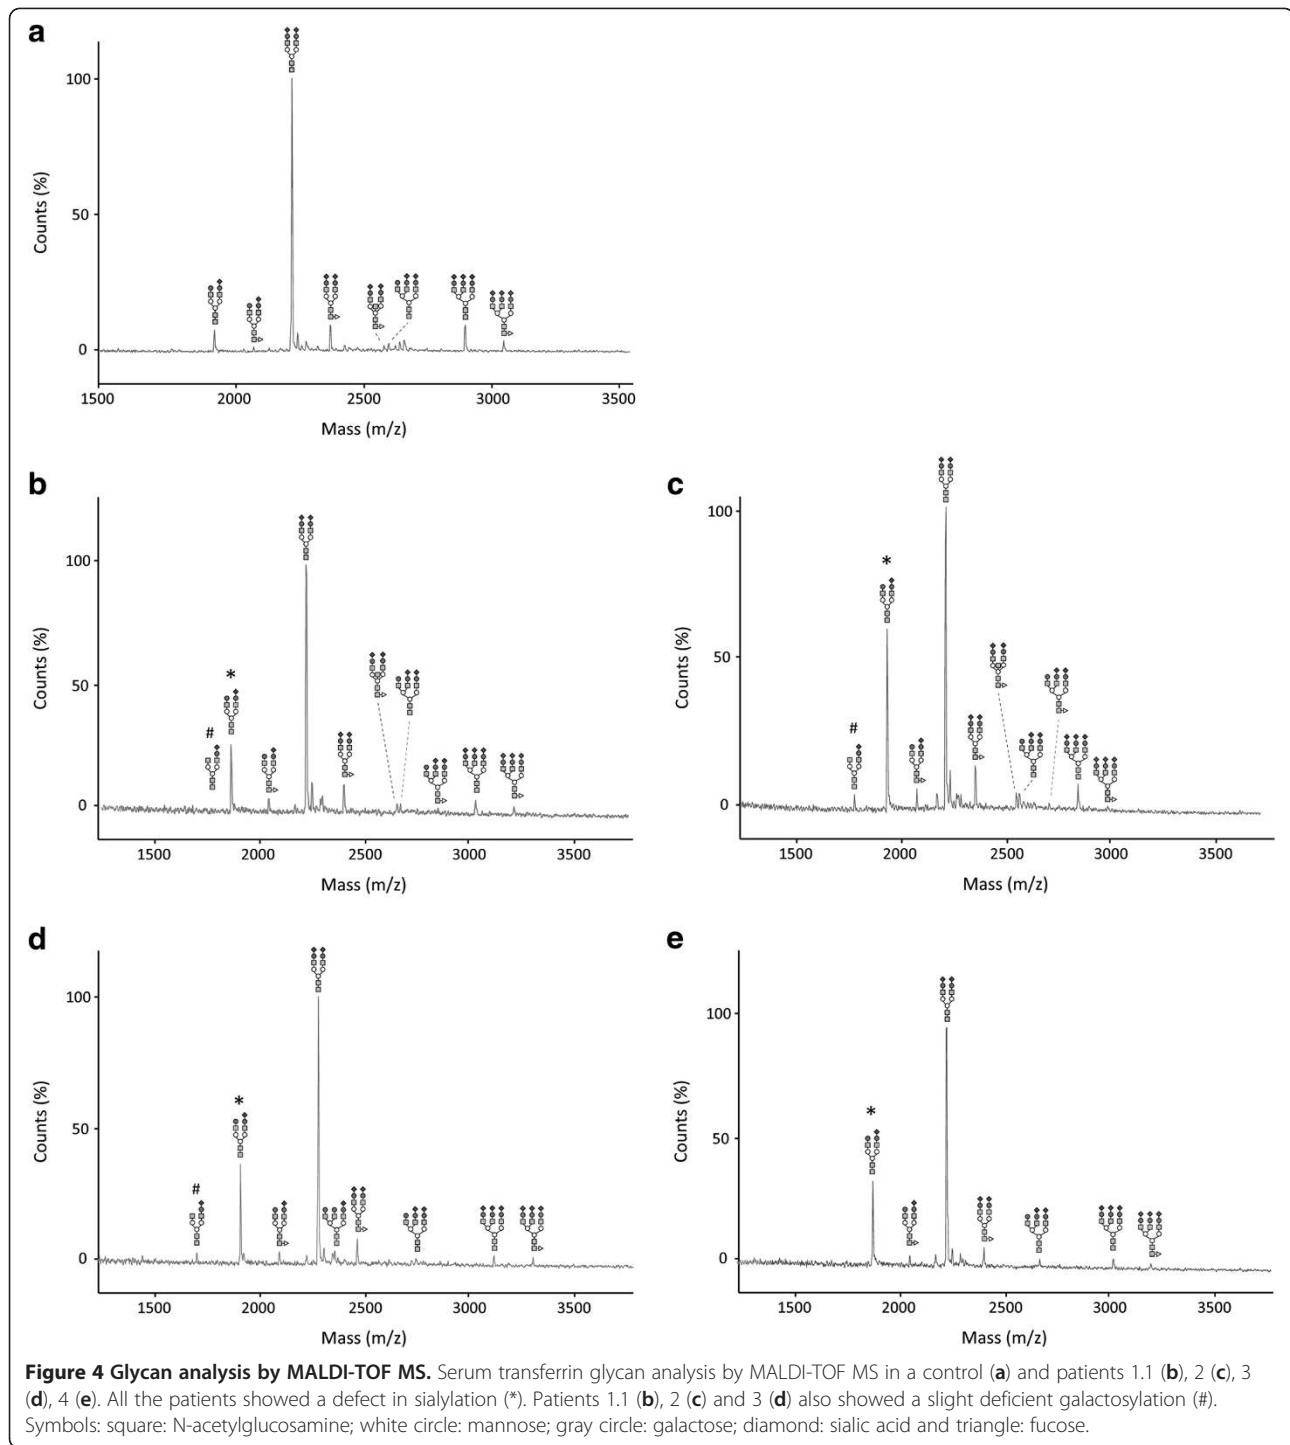 a
100
50
0
Counts (%)
1500 2000 2500 3000 3500
Mass (m/z)
b
100
50
0
Counts (%)
* 
#
1500 2000 2500 3000 3500
Mass (m/z)
c
100
50
0
Counts (%)
*
#
1500 2000 2500 3000 3500
Mass (m/z)
d
100
50
0
Counts (%)
*
#
1500 2000 2500 3000 3500
Mass (m/z)
e
100
50
0
Counts (%)
*
1500 2000 2500 3000 3500
Mass (m/z)
Figure 4 Glycan analysis by MALDI-TOF MS. Serum transferrin glycan analysis by MALDI-TOF MS in a control (a) and patients 1.1 (b), 2 (c), 3
(d), 4 (e). All the patients showed a defect in sialylation (*). Patients 1.1 (b), 2 (c) and 3 (d) also showed a slight deficient galactosylation (#).
Symbols: square: N-acetylglucosamine; white circle: mannose; gray circle: galactose; diamond: sialic acid and triangle: fucose.